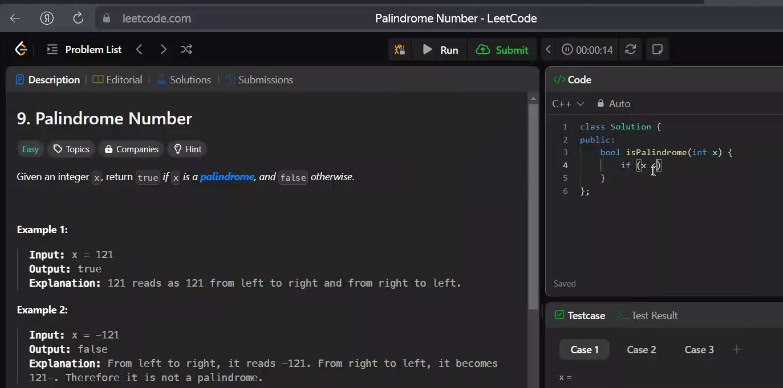 leetcode.com
Palindrome Number - LeetCode
Problem List
Run
Submit
00:00:14
Description
Editorial
Solutions
Submissions
9. Palindrome Number
Easy
Topics
Companies
Hint
Given an integer x, return true if x is a palindrome, and false otherwise.
Example 1:
Input: x = 121
Output: true
Explanation: 121 reads as 121 from left to right and from right to left.
Example 2:
Input: x = -121
Output: false
Explanation: From left to right, it reads -121. From right to left, it becomes
121-. Therefore it is not a palindrome.
</> Code
C++
Auto
1 class Solution {
2 public:
3 bool isPalindrome(int x) {
4 if (x )
5 }
6 };
Saved
Testcase
Test Result
Case 1
Case 2
Case 3
+
x =